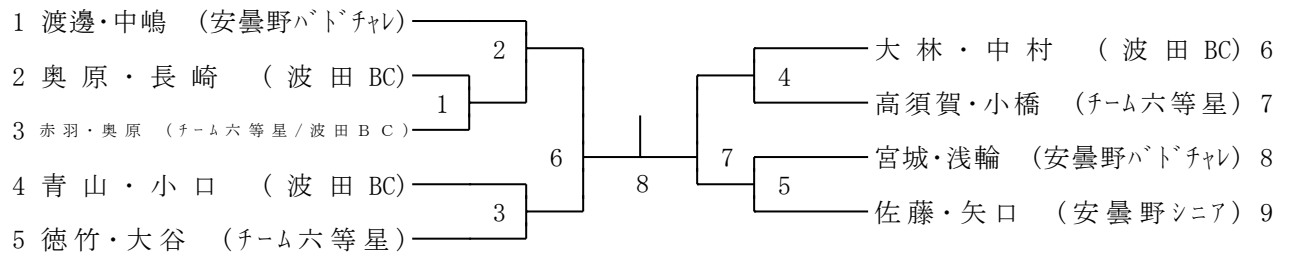 1 渡邊・中嶋 (安曇野ﾊﾞﾄﾞﾁｬﾚ)
2
2 奥原・長崎 (波田BC)
1
3 赤羽・奥原 (チーム六等星/波田BC)
6
4 青山・小口 (波田BC)
3
5 徳竹・大谷 (ﾁｰﾑ六等星)
8
大林・中村 (波田BC) 6
4
高須賀・小橋 (ﾁｰﾑ六等星) 7
7
宮城・浅輪 (安曇野ﾊﾞﾄﾞﾁｬﾚ) 8
5
佐藤・矢口 (安曇野ｼﾆｱ) 9